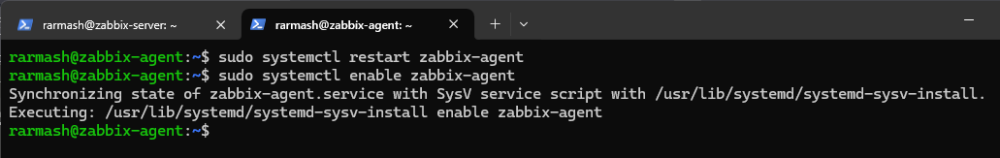 rarmash@zabbix-server: ~
rarmash@zabbix-agent: ~
rarmash@zabbix-agent:~$ sudo systemctl restart zabbix-agent
rarmash@zabbix-agent:~$ sudo systemctl enable zabbix-agent
Synchronizing state of zabbix-agent.service with SysV service script with /usr/lib/systemd/systemd-sysv-install.
Executing: /usr/lib/systemd/systemd-sysv-install enable zabbix-agent
rarmash@zabbix-agent:~$